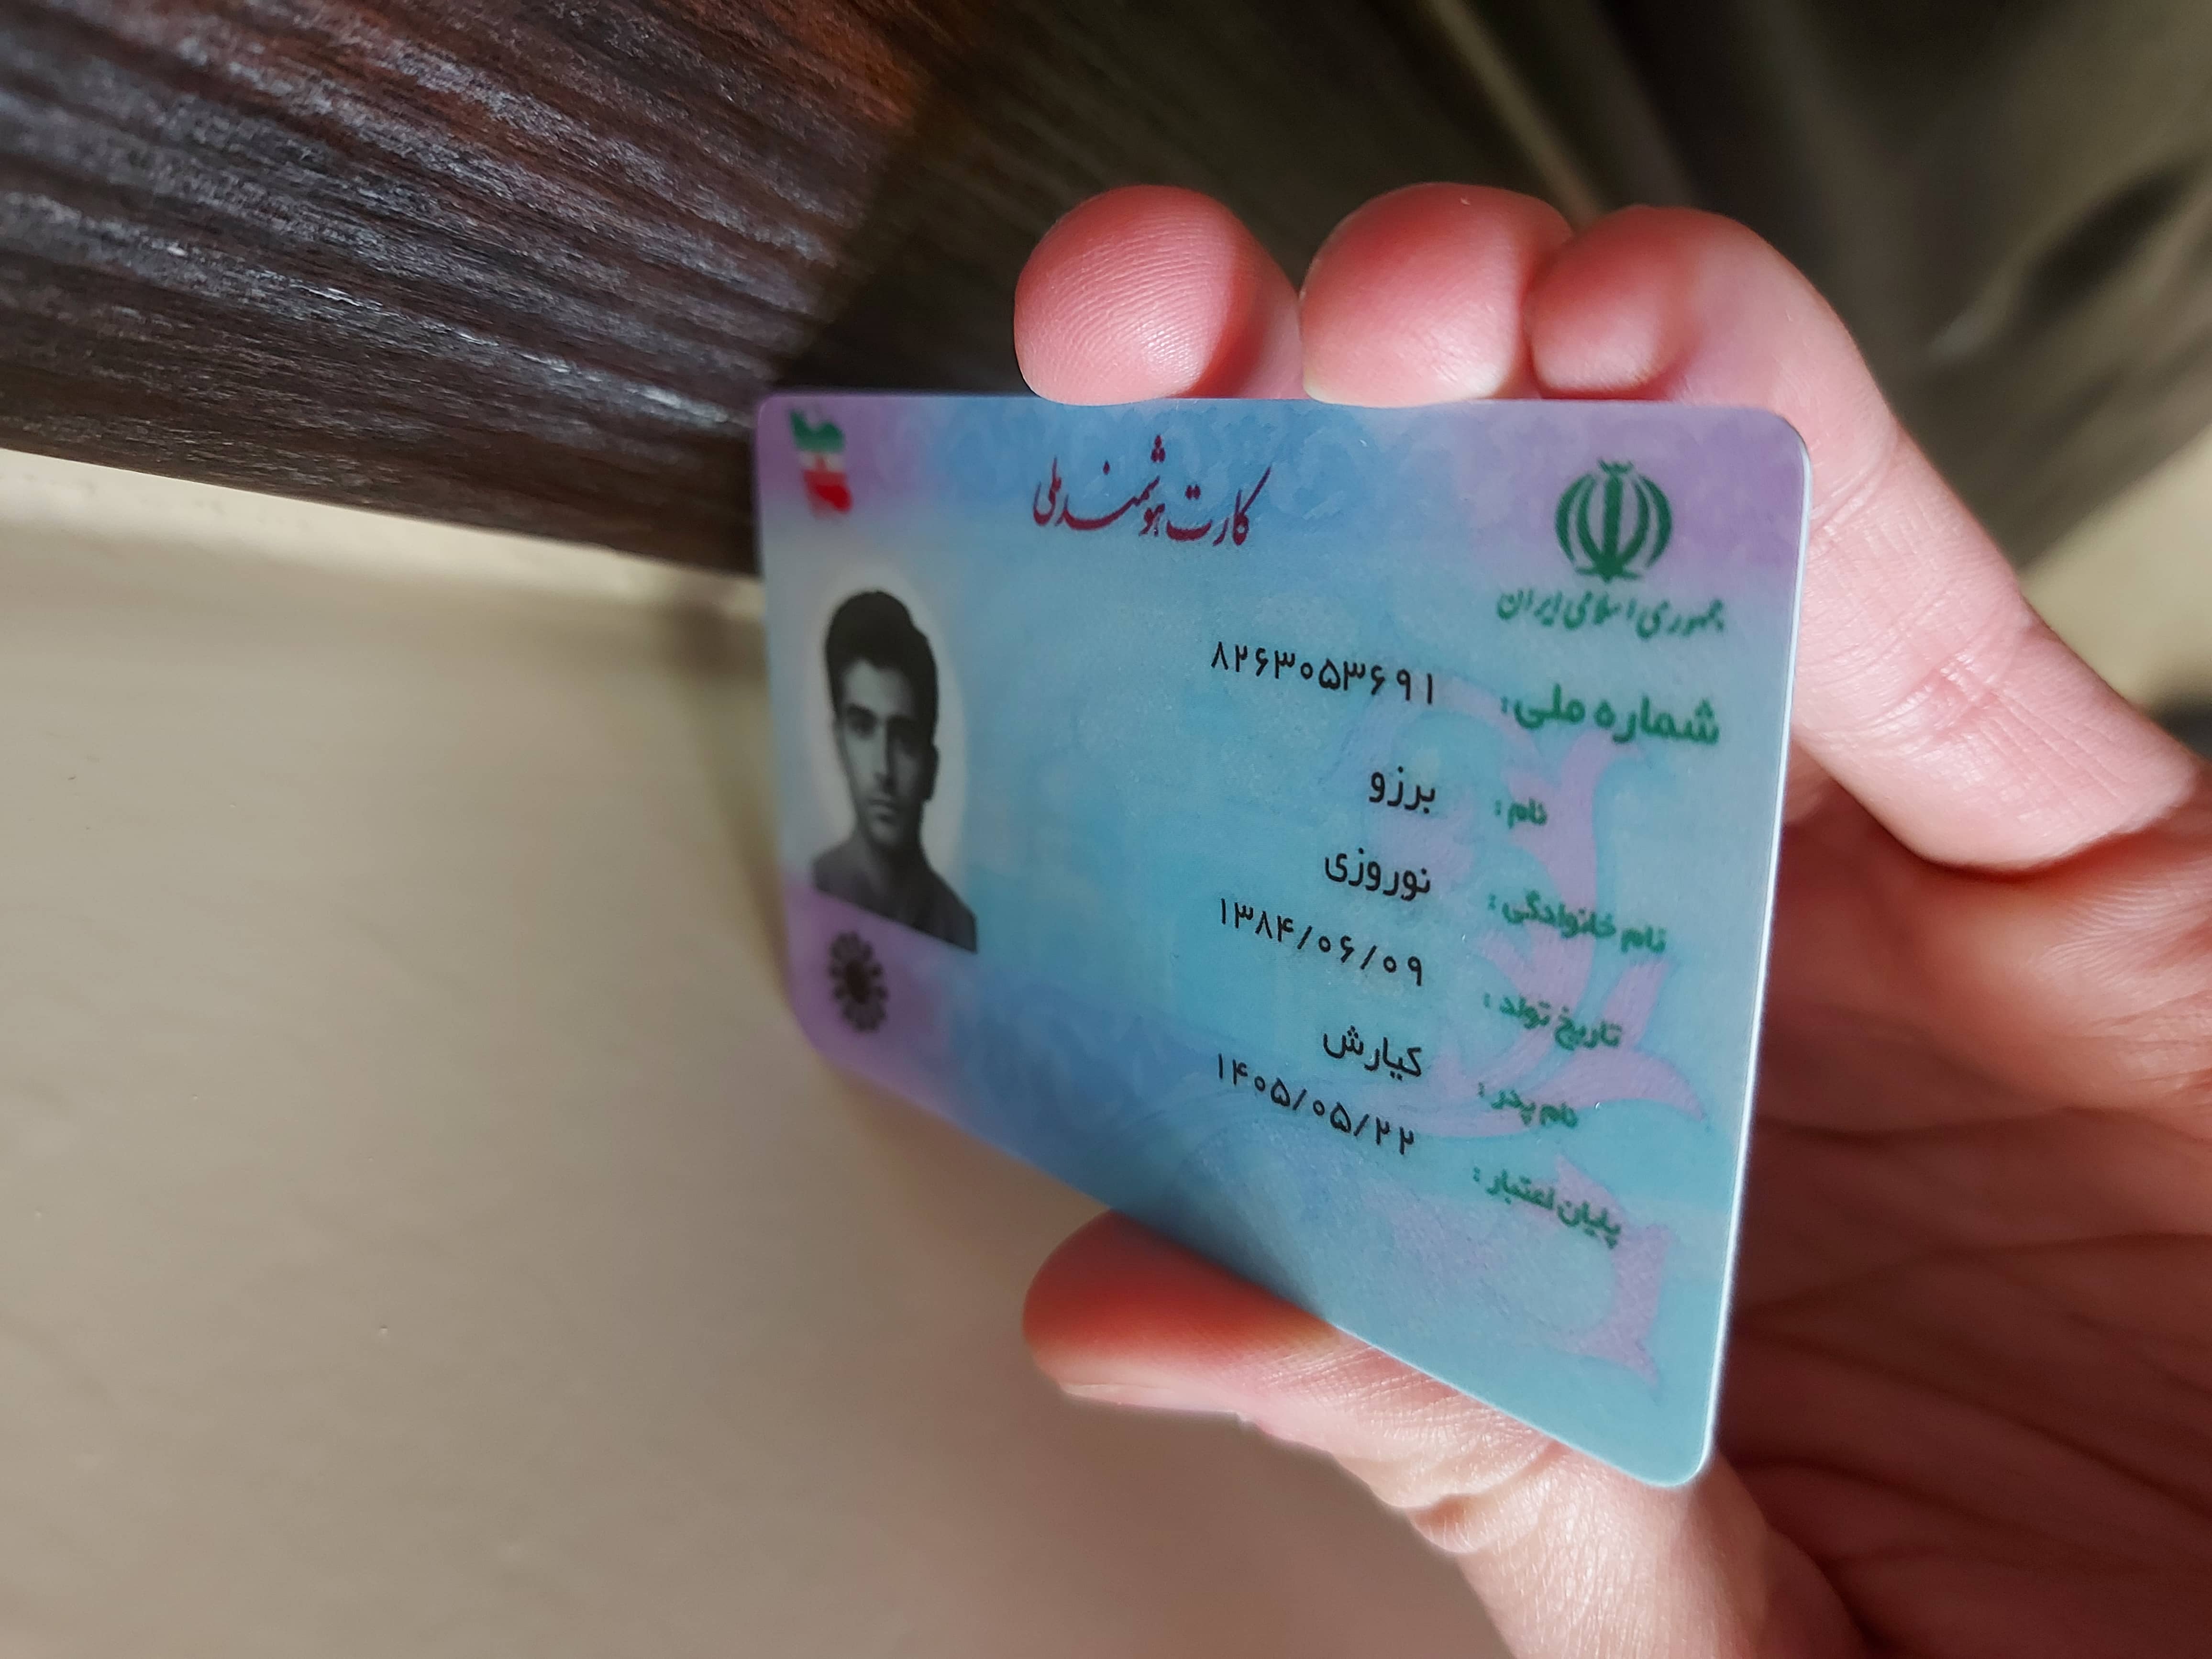 کارت هوشمند ملی
جمهوری اسلامی ایران
شماره ملی: ۸۲۶۳۰۵۳۶۹۱
نام: برزو
نام خانوادگی: نوروزی
تاریخ تولد: ۱۳۸۴/۰۶/۰۹
نام پدر: کیارش
پایان اعتبار: ۱۴۰۵/۰۵/۲۲